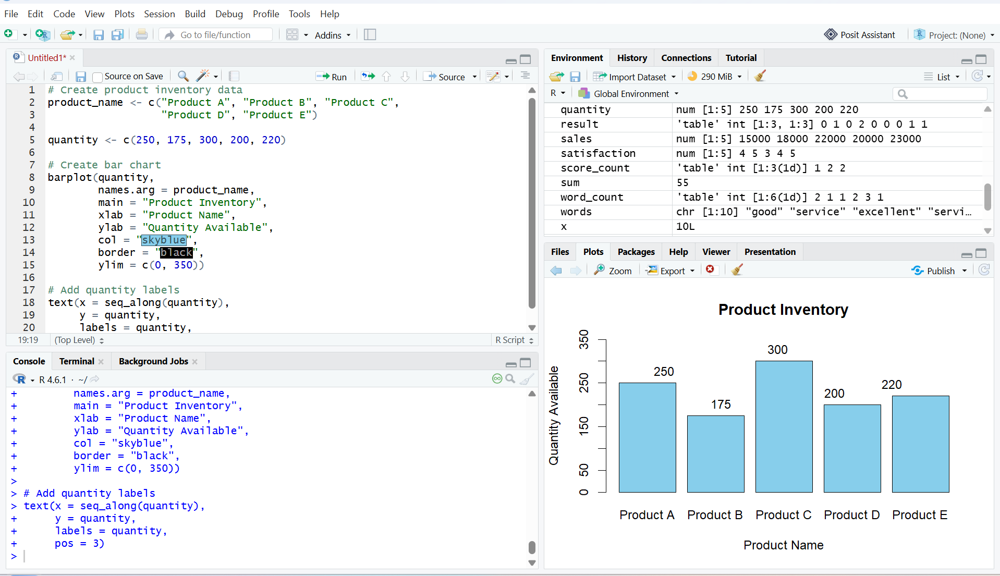 File Edit Code View Plots Session Build Debug Profile Tools Help
Go to file/function Addins Posit Assistant Project: (None)
Untitled1*
Source on Save Run Source
1 # Create product inventory data
2 product_name <- c("Product A", "Product B", "Product C",
3 "Product D", "Product E")
4
5 quantity <- c(250, 175, 300, 200, 220)
6
7 # Create bar chart
8 barplot(quantity,
9 names.arg = product_name,
10 main = "Product Inventory",
11 xlab = "Product Name",
12 ylab = "Quantity Available",
13 col = "skyblue",
14 border = "black",
15 ylim = c(0, 350))
16
17 # Add quantity labels
18 text(x = seq_along(quantity),
19 y = quantity,
20 labels = quantity,
19:19 (Top Level) R Script
Console Terminal Background Jobs
R 4.6.1 · ~/
+ names.arg = product_name,
+ main = "Product Inventory",
+ xlab = "Product Name",
+ ylab = "Quantity Available",
+ col = "skyblue",
+ border = "black",
+ ylim = c(0, 350))
>
> # Add quantity labels
> text(x = seq_along(quantity),
+ y = quantity,
+ labels = quantity,
+ pos = 3)
>
Environment History Connections Tutorial
Import Dataset 290 MiB List
R Global Environment
quantity num [1:5] 250 175 300 200 220
result 'table' int [1:3, 1:3] 0 1 0 2 0 0 0 1 1
sales num [1:5] 15000 18000 22000 20000 23000
satisfaction num [1:5] 4 5 3 4 5
score_count 'table' int [1:3(1d)] 1 2 2
sum 55
word_count 'table' int [1:6(1d)] 2 1 1 2 3 1
words chr [1:10] "good" "service" "excellent" "servi…
x 10L
Files Plots Packages Help Viewer Presentation
Zoom Export Publish
Product Inventory
Quantity Available
350
250
150
50
0
250
175
300
200
220
Product A Product B Product C Product D Product E
Product Name